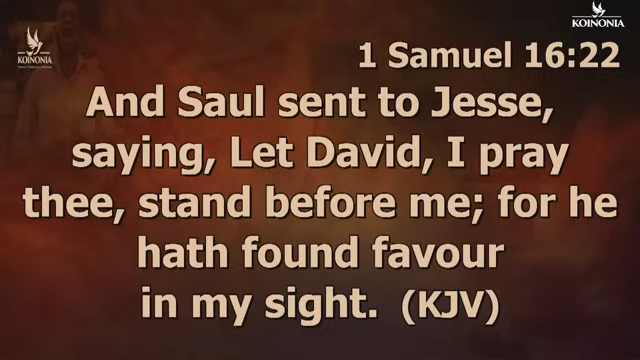 KOINONIA
KOINONIA
1 Samuel 16:22
And Saul sent to Jesse,
saying, Let David, I pray
thee, stand before me; for he
hath found favour
in my sight. (KJV)